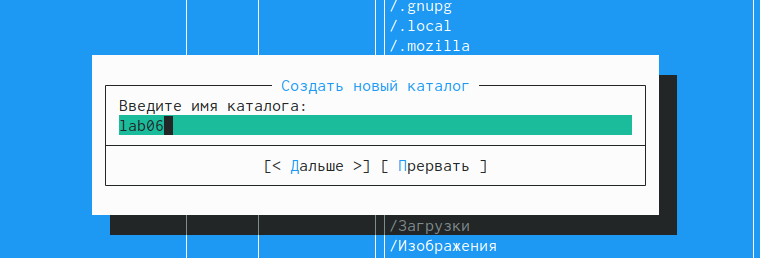 /.gnupg
/.local
/.mozilla
Создать новый каталог
Введите имя каталога:
lab06
[< Дальше >] [ Прервать ]
/Загрузки
/Изображения